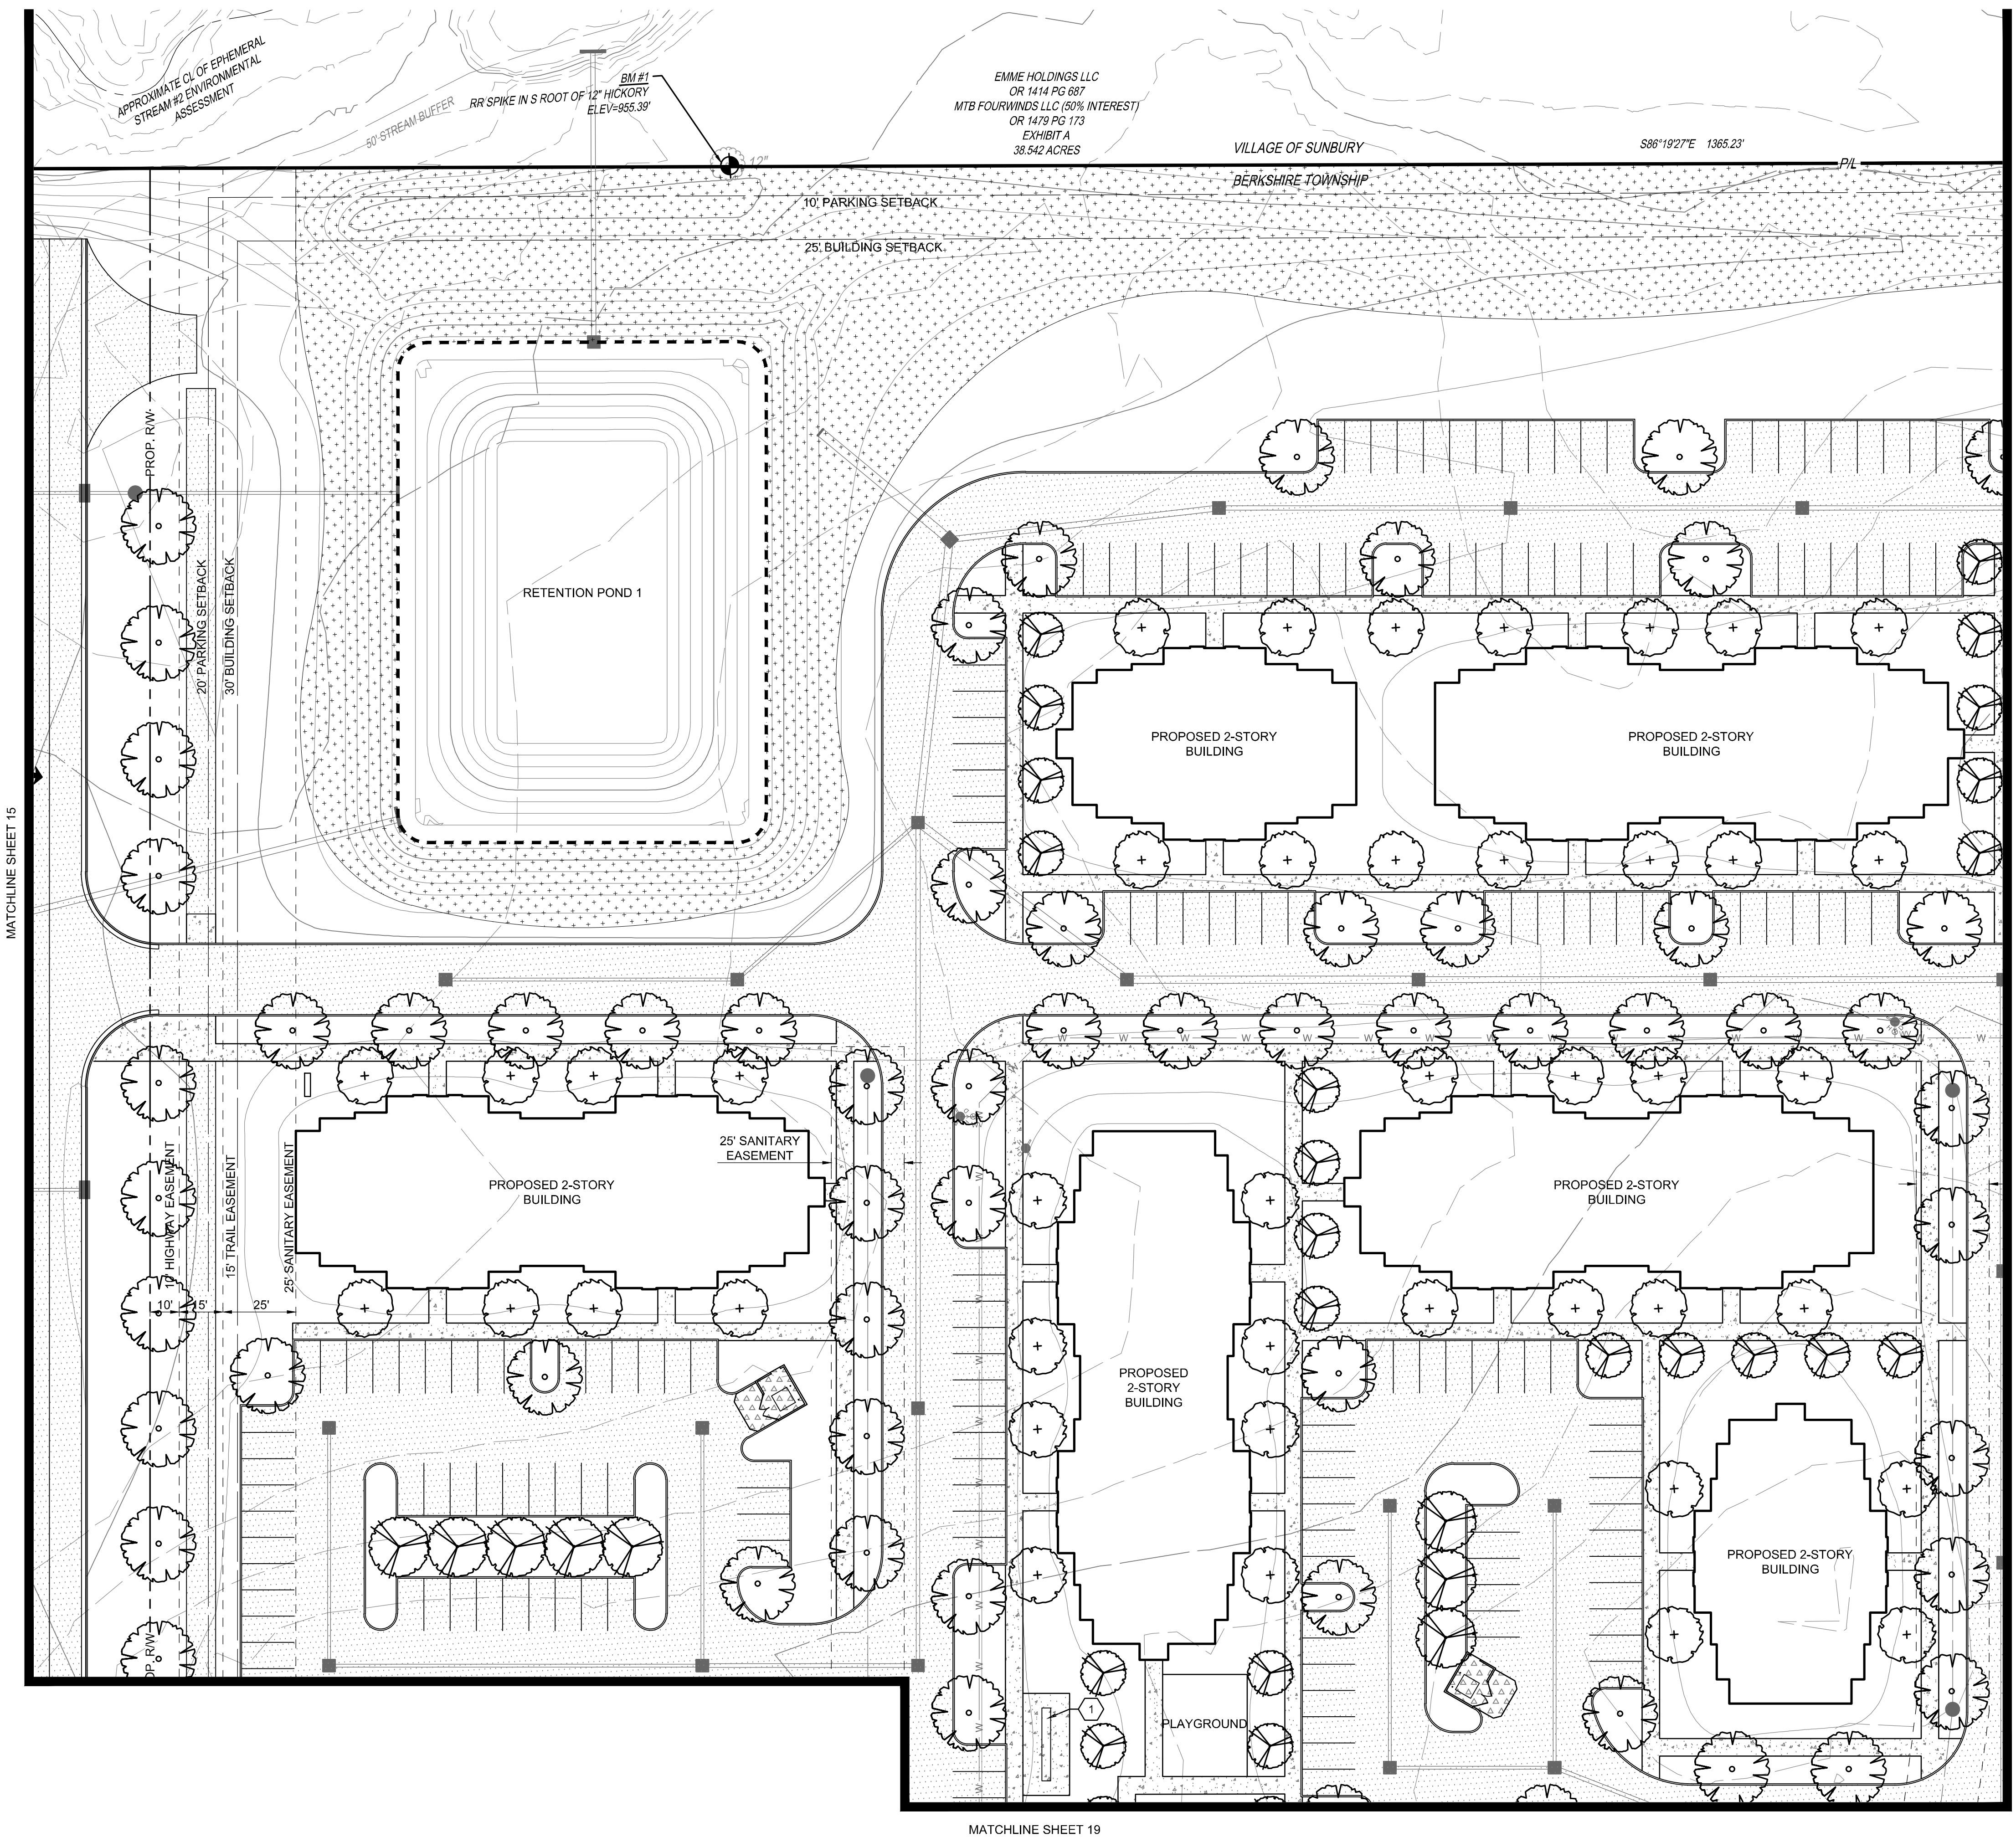 APPROXIMATE CL OF EPHEMERAL
STREAM #2 ENVIRONMENTAL
ASSESSMENT
50' STREAM BUFFER
BM #1
RR SPIKE IN S ROOT OF 12" HICKORY
ELEV=955.39'
12"
EMME HOLDINGS LLC
OR 1414 PG 687
MTB FOURWINDS LLC (50% INTEREST)
OR 1479 PG 173
EXHIBIT A
38.542 ACRES
VILLAGE OF SUNBURY
BERKSHIRE TOWNSHIP
S86°19'27"E 1365.23'
P/L
10' PARKING SETBACK
25' BUILDING SETBACK
PROP. R/W
20' PARKING SETBACK
30' BUILDING SETBACK
RETENTION POND 1
PROPOSED 2-STORY
BUILDING
PROPOSED 2-STORY
BUILDING
MATCHLINE SHEET 15
W W W W W W W W W W W W W W W W
10' HIGHWAY EASEMENT
15' TRAIL EASEMENT
25' SANITARY EASEMENT
10'
15'
25'
PROPOSED 2-STORY
BUILDING
25' SANITARY
EASEMENT
PROPOSED
2-STORY
BUILDING
PROPOSED 2-STORY
BUILDING
PROPOSED 2-STORY
BUILDING
OP. R/W
1
PLAYGROUND
MATCHLINE SHEET 19